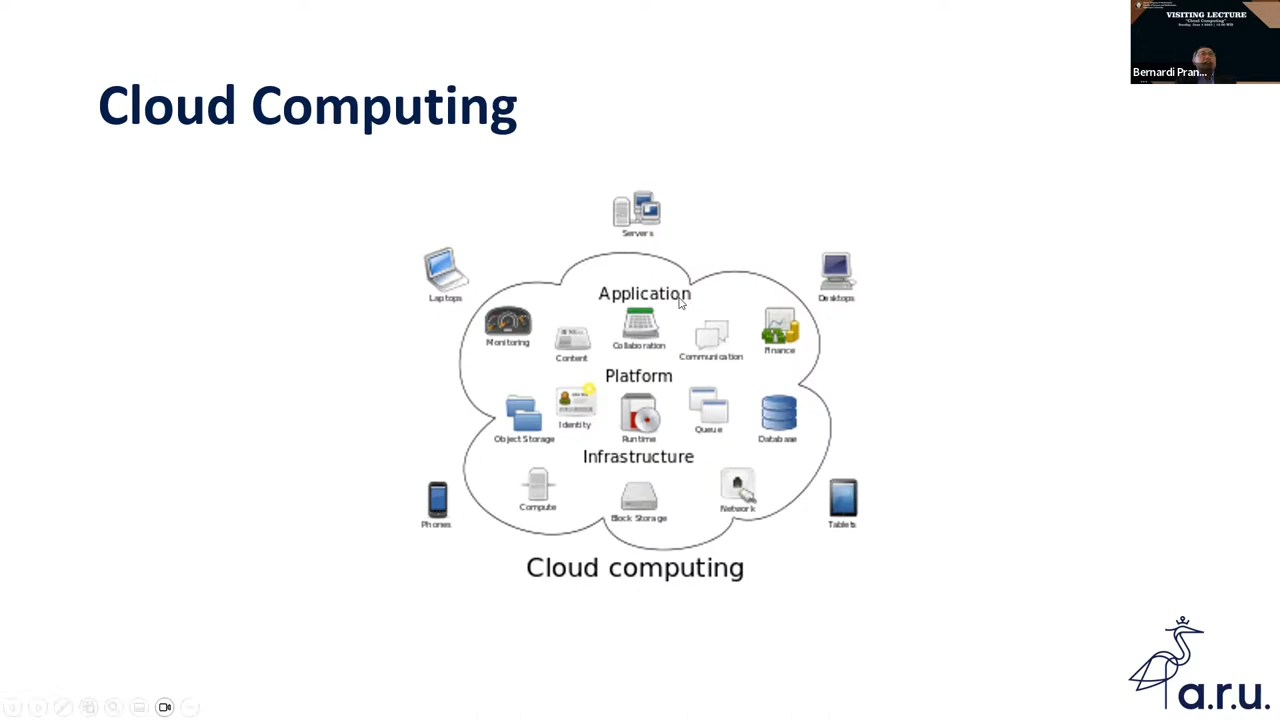 VISITING LECTURE
"Cloud Computing"
Bernardi Pran...
Cloud Computing
Servers
Laptops
Desktops
Application
Monitoring
Content
Collaboration
Communication
Finance
Platform
Object Storage
Identity
Runtime
Queue
Database
Infrastructure
Compute
Block Storage
Network
Phones
Tablets
Cloud computing
a.r.u.